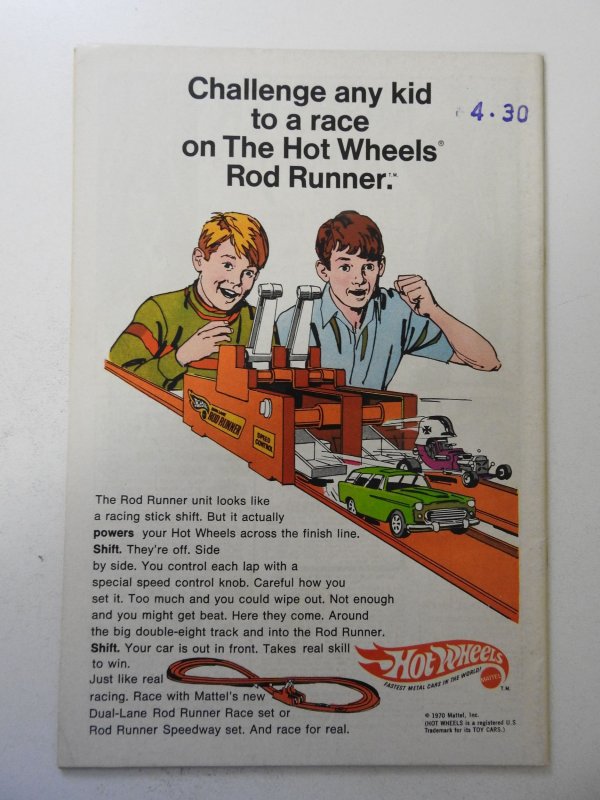 Challenge any kid
to a race
on The Hot Wheels®
Rod Runner.T.M.
4.30
ROD RUNNER
SPEED
CONTROL
The Rod Runner unit looks like
a racing stick shift. But it actually
powers your Hot Wheels across the finish line.
Shift. They're off. Side
by side. You control each lap with a
special speed control knob. Careful how you
set it. Too much and you could wipe out. Not enough
and you might get beat. Here they come. Around
the big double-eight track and into the Rod Runner.
Shift. Your car is out in front. Takes real skill
to win.
Just like real
racing. Race with Mattel's new
Dual-Lane Rod Runner Race set or
Rod Runner Speedway set. And race for real.
HOT WHEELS
FASTEST METAL CARS IN THE WORLD!
MATTEL
T.M.
© 1970 Mattel, Inc.
(HOT WHEELS is a registered U.S
Trademark for its TOY CARS.)